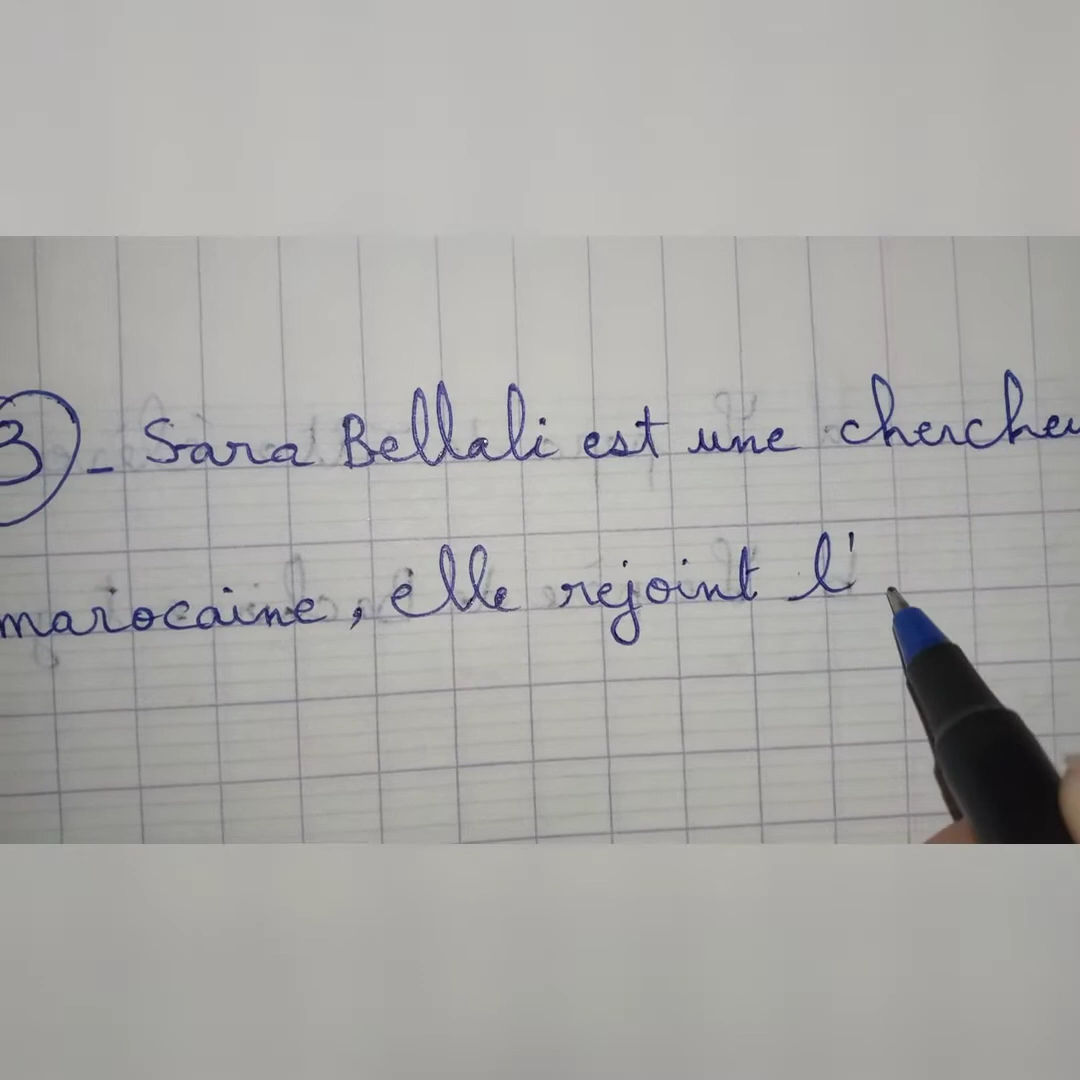 3)- Sara Bellali est une chercheu
marocaine, elle rejoint l'